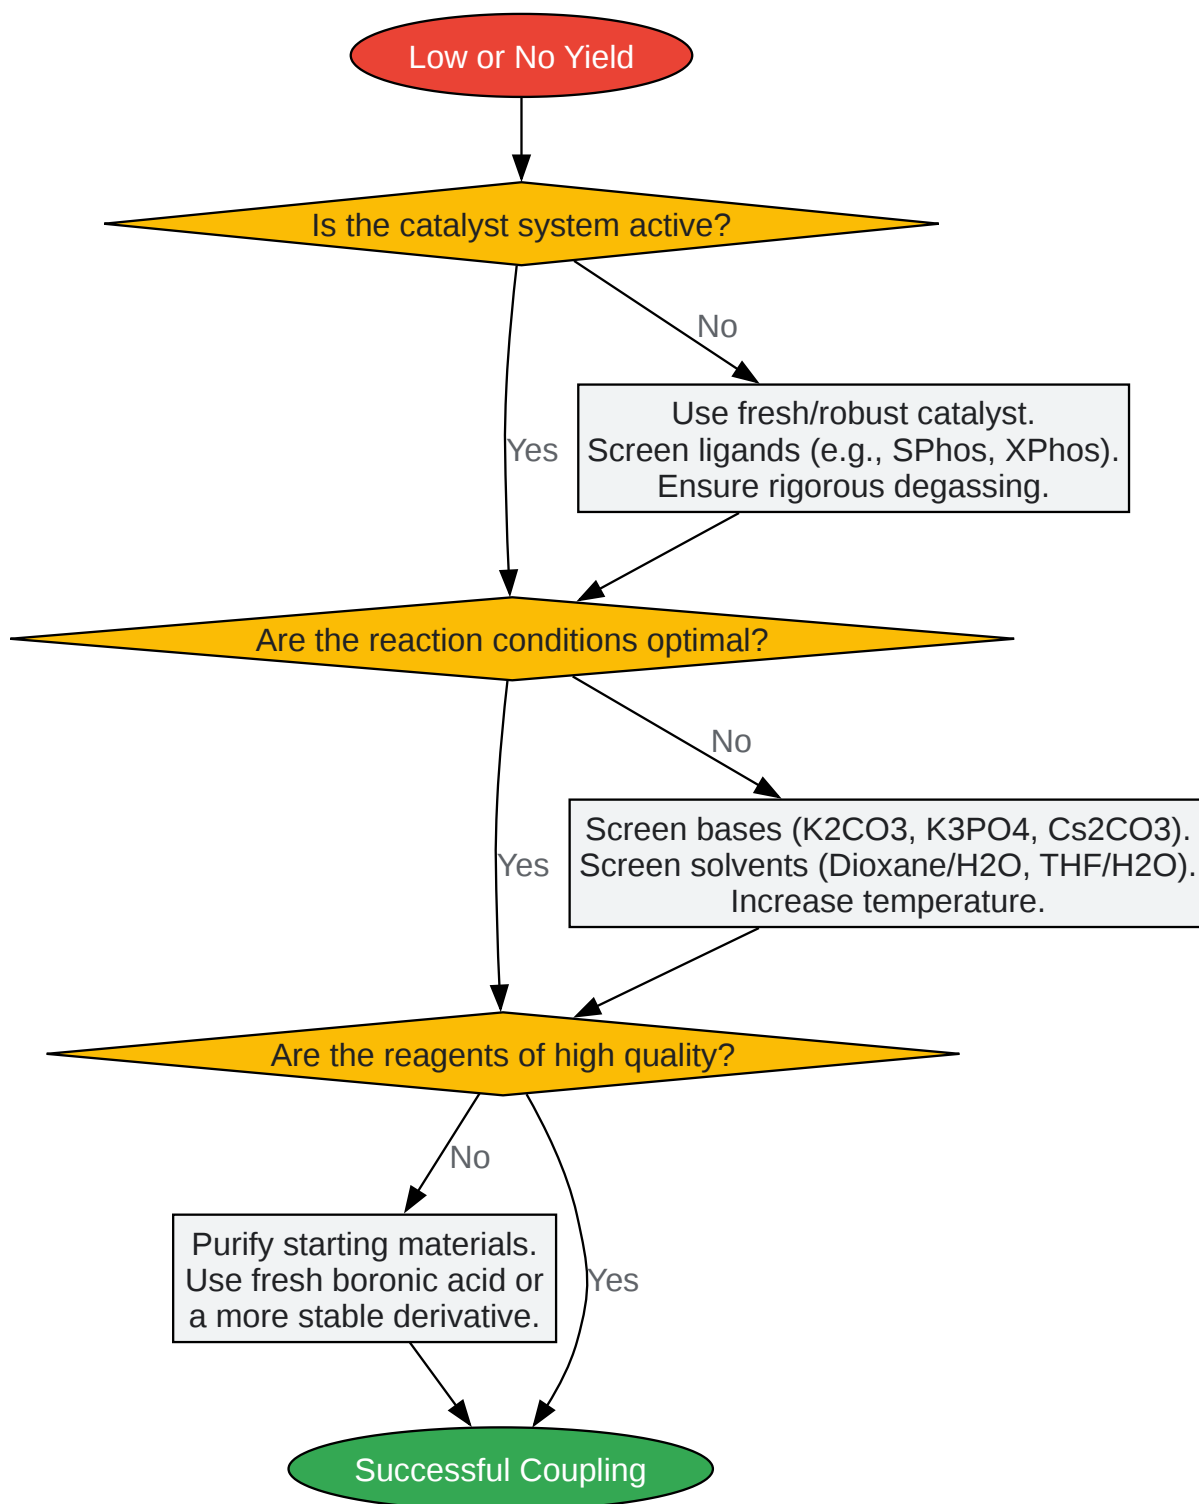 Low or No Yield
Is the catalyst system active?
No
Use fresh/robust catalyst.
Screen ligands (e.g., SPhos, XPhos).
Ensure rigorous degassing.
Yes
Are the reaction conditions optimal?
No
Screen bases (K2CO3, K3PO4, Cs2CO3).
Screen solvents (Dioxane/H2O, THF/H2O).
Increase temperature.
Yes
Are the reagents of high quality?
No
Purify starting materials.
Use fresh boronic acid or
a more stable derivative.
Yes
Successful Coupling